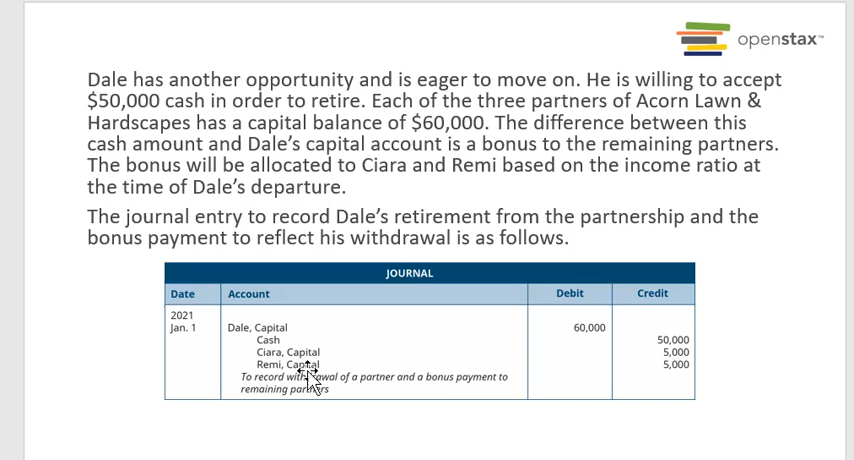 openstax™
Dale has another opportunity and is eager to move on. He is willing to accept
$50,000 cash in order to retire. Each of the three partners of Acorn Lawn &
Hardscapes has a capital balance of $60,000. The difference between this
cash amount and Dale’s capital account is a bonus to the remaining partners.
The bonus will be allocated to Ciara and Remi based on the income ratio at
the time of Dale’s departure.
The journal entry to record Dale’s retirement from the partnership and the
bonus payment to reflect his withdrawal is as follows.
JOURNAL
Date Account Debit Credit
2021
Jan. 1 Dale, Capital 60,000
Cash 50,000
Ciara, Capital 5,000
Remi, Capital 5,000
To record withdrawal of a partner and a bonus payment to
remaining partners